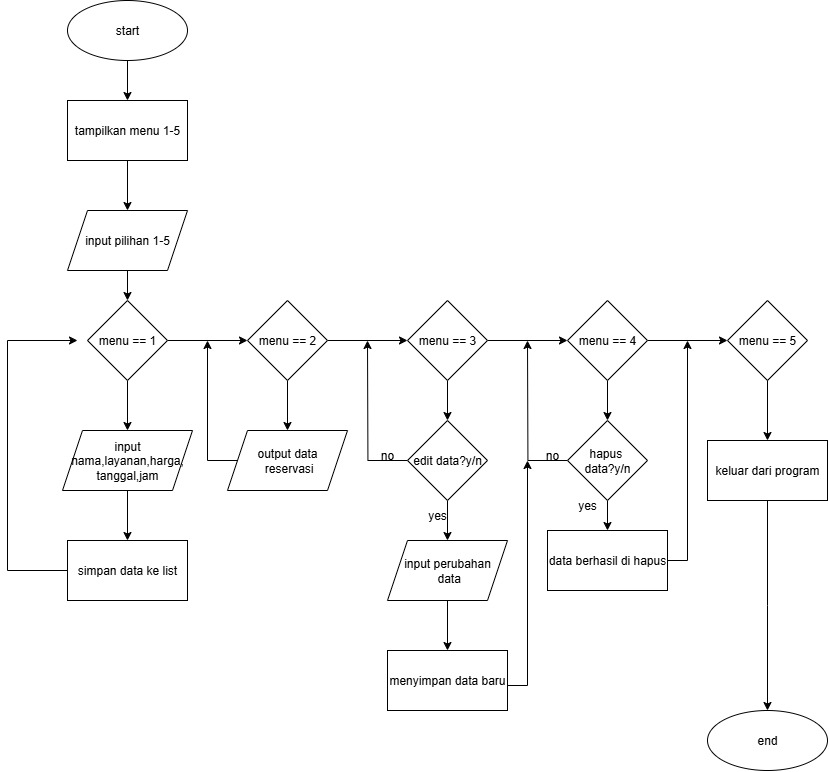 start
tampilkan menu 1-5
input pilihan 1-5
menu == 1
menu == 2
menu == 3
menu == 4
menu == 5
input
nama,layanan,harga,
tanggal,jam
output data
reservasi
no
edit data?y/n
no
hapus
data?y/n
keluar dari program
yes
yes
simpan data ke list
input perubahan
data
data berhasil di hapus
menyimpan data baru
end